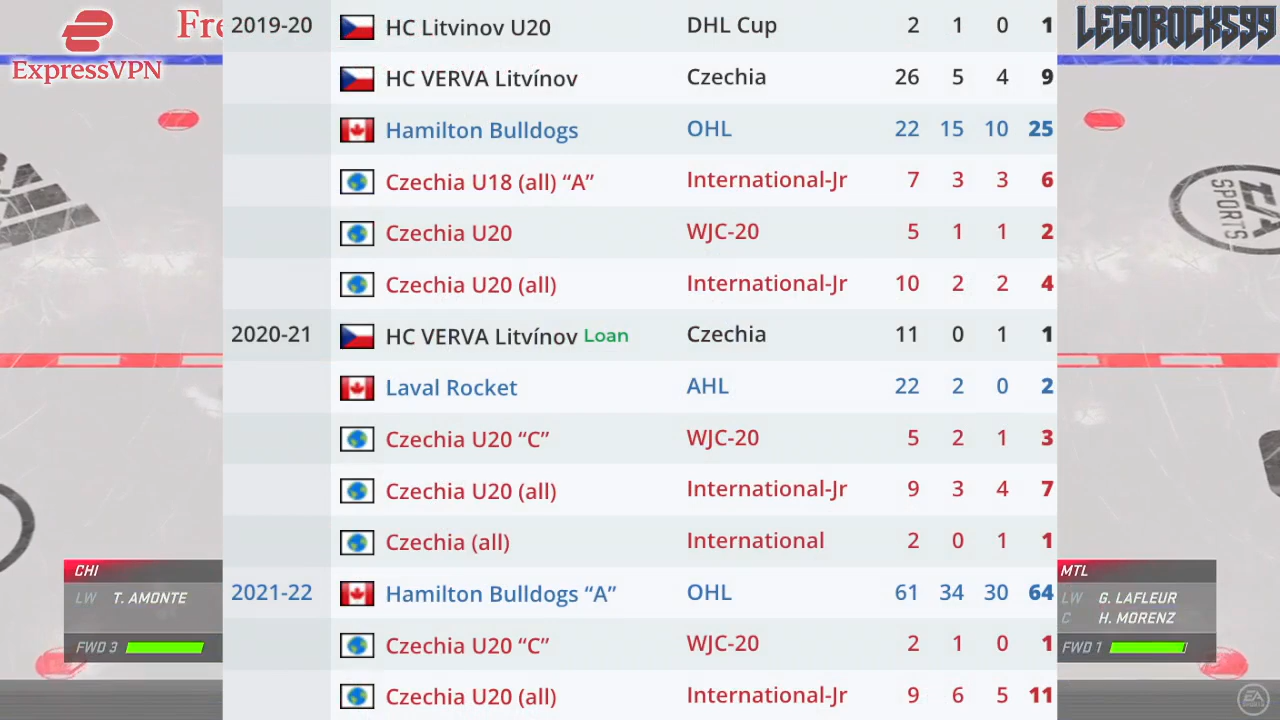 ExpressVPN
Fre
LEGOROCKS99
2019-20 HC Litvinov U20 DHL Cup 2 1 0 1
HC VERVA Litvínov Czechia 26 5 4 9
Hamilton Bulldogs OHL 22 15 10 25
Czechia U18 (all) “A” International-Jr 7 3 3 6
Czechia U20 WJC-20 5 1 1 2
Czechia U20 (all) International-Jr 10 2 2 4
2020-21 HC VERVA Litvínov Loan Czechia 11 0 1 1
Laval Rocket AHL 22 2 0 2
Czechia U20 “C” WJC-20 5 2 1 3
Czechia U20 (all) International-Jr 9 3 4 7
Czechia (all) International 2 0 1 1
2021-22 Hamilton Bulldogs “A” OHL 61 34 30 64
Czechia U20 “C” WJC-20 2 1 0 1
Czechia U20 (all) International-Jr 9 6 5 11
EA
SPORTS
CHI
LW T. AMONTE
FWD 3
MTL
LW G. LAFLEUR
C H. MORENZ
FWD 1
EA
SPORTS